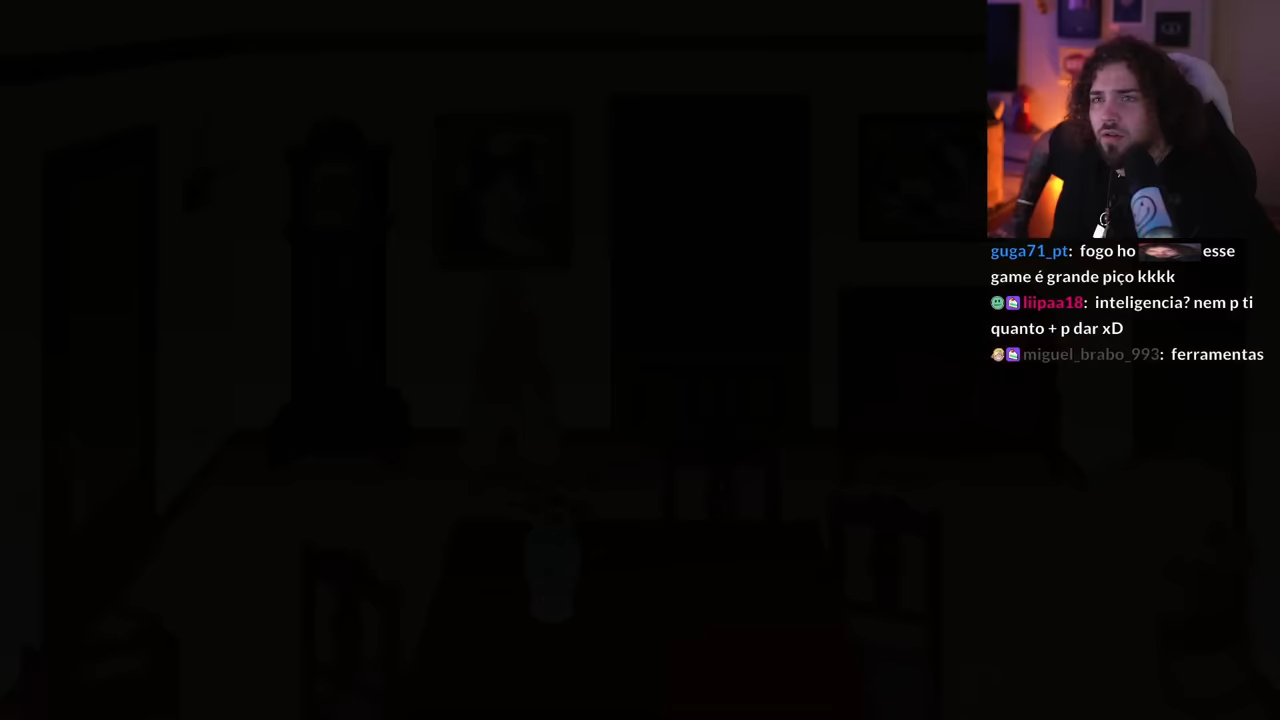 guga71_pt: fogo ho esse
game é grande piço kkkk
liipaa18: inteligencia? nem p ti
quanto + p dar xD
miguel_brabo_993: ferramentas